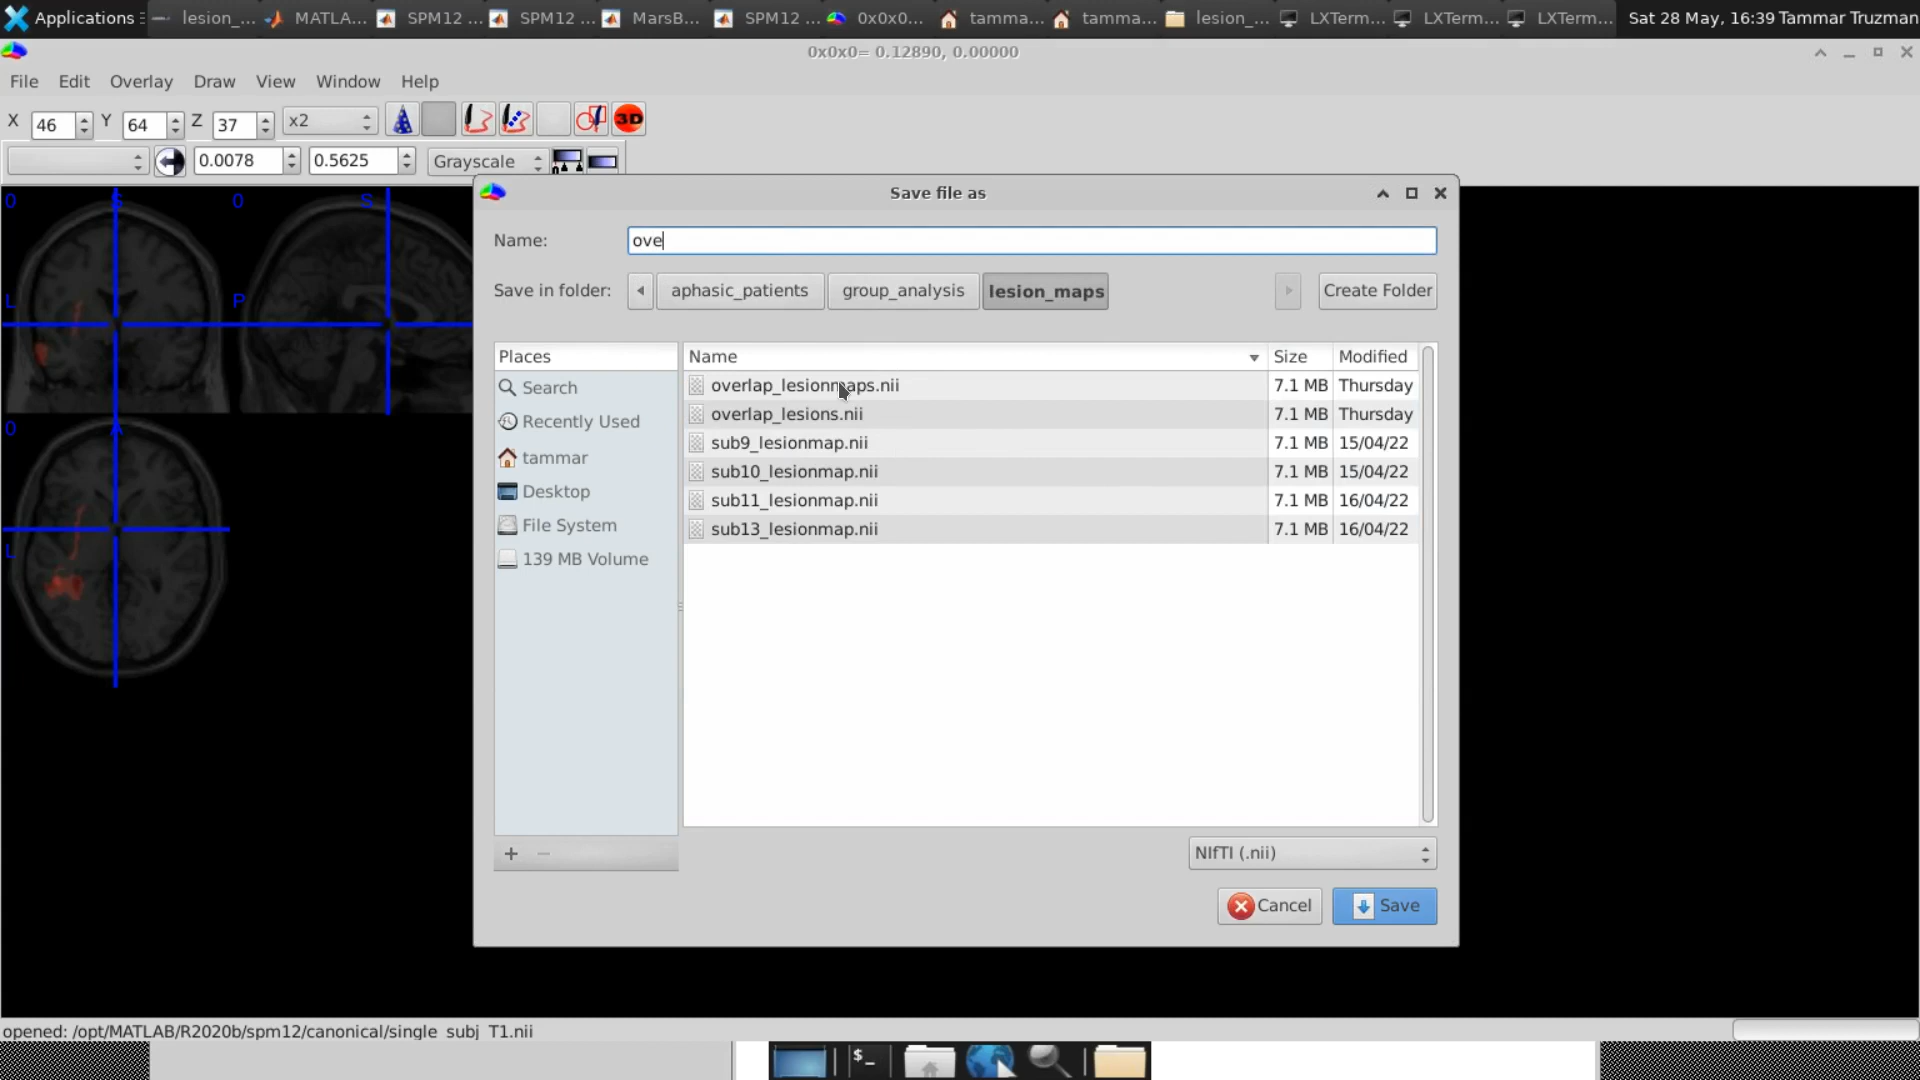 Applications lesion_... MATLA... SPM12 ... SPM12 ... MarsB... SPM12 ... 0x0x0... tamma... tamma... lesion_... LXTerm... LXTerm... LXTerm... Sat 28 May, 16:39 Tammar Truzman
0x0x0= 0.12890, 0.00000
File Edit Overlay Draw View Window Help
X 46 Y 64 Z 37 x2 3D
0.0078 0.5625 Grayscale
Save file as
0 S 0 S
Name: ove
Save in folder: aphasic_patients group_analysis lesion_maps Create Folder
L P
Places Name Size Modified
Search overlap_lesionmaps.nii 7.1 MB Thursday
Recently Used overlap_lesions.nii 7.1 MB Thursday
0 A
sub9_lesionmap.nii 7.1 MB 15/04/22
tammar
sub10_lesionmap.nii 7.1 MB 15/04/22
Desktop sub11_lesionmap.nii 7.1 MB 16/04/22
File System sub13_lesionmap.nii 7.1 MB 16/04/22
L
139 MB Volume
NIfTI (.nii)
Cancel Save
opened: /opt/MATLAB/R2020b/spm12/canonical/single_subj_T1.nii
$_